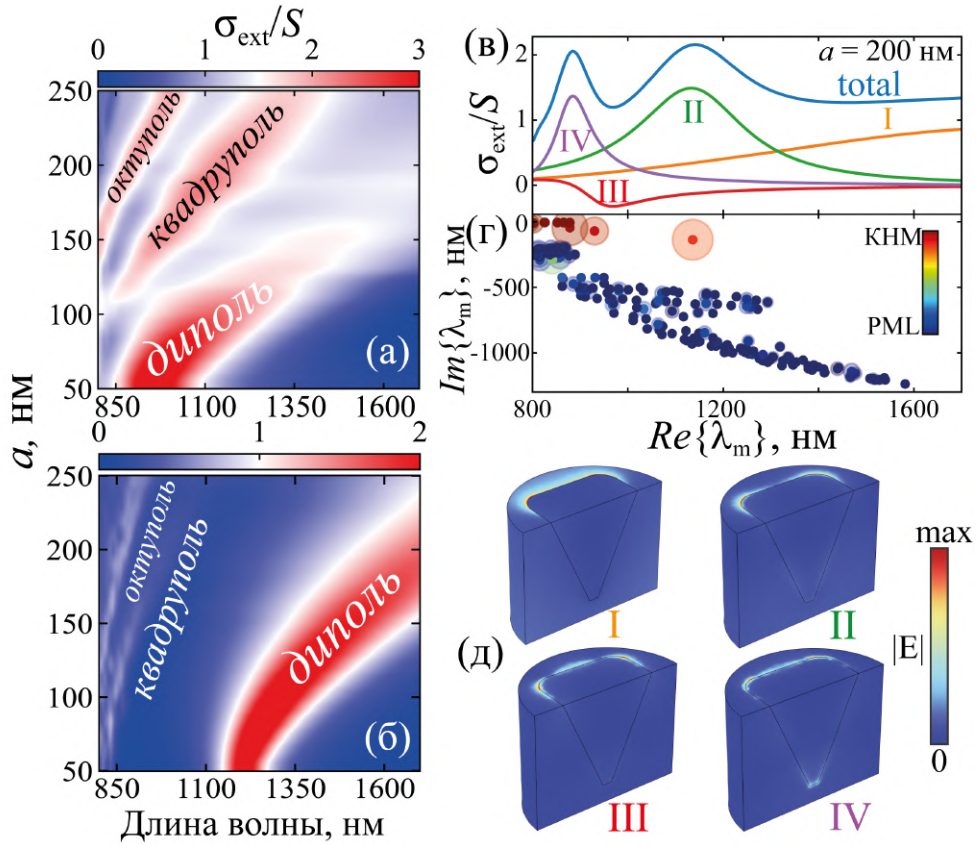 σext/S
0 1 2 3
250
200
150
100
50
октуполь
квадруполь
диполь
(а)
850 1100 1350 1600
a, нм
0 1 2
250
200
150
100
50
октуполь
квадруполь
диполь
(б)
850 1100 1350 1600
Длина волны, нм
(в)
σext/S
2
1
0
a = 200 нм
total
I
II
IV
III
(г)
Im{λm}, нм
0
-500
-1000
КНМ
PML
800 1000 1200 1400 1600
Re{λm}, нм
(д)
I
II
III
IV
|E|
max
0